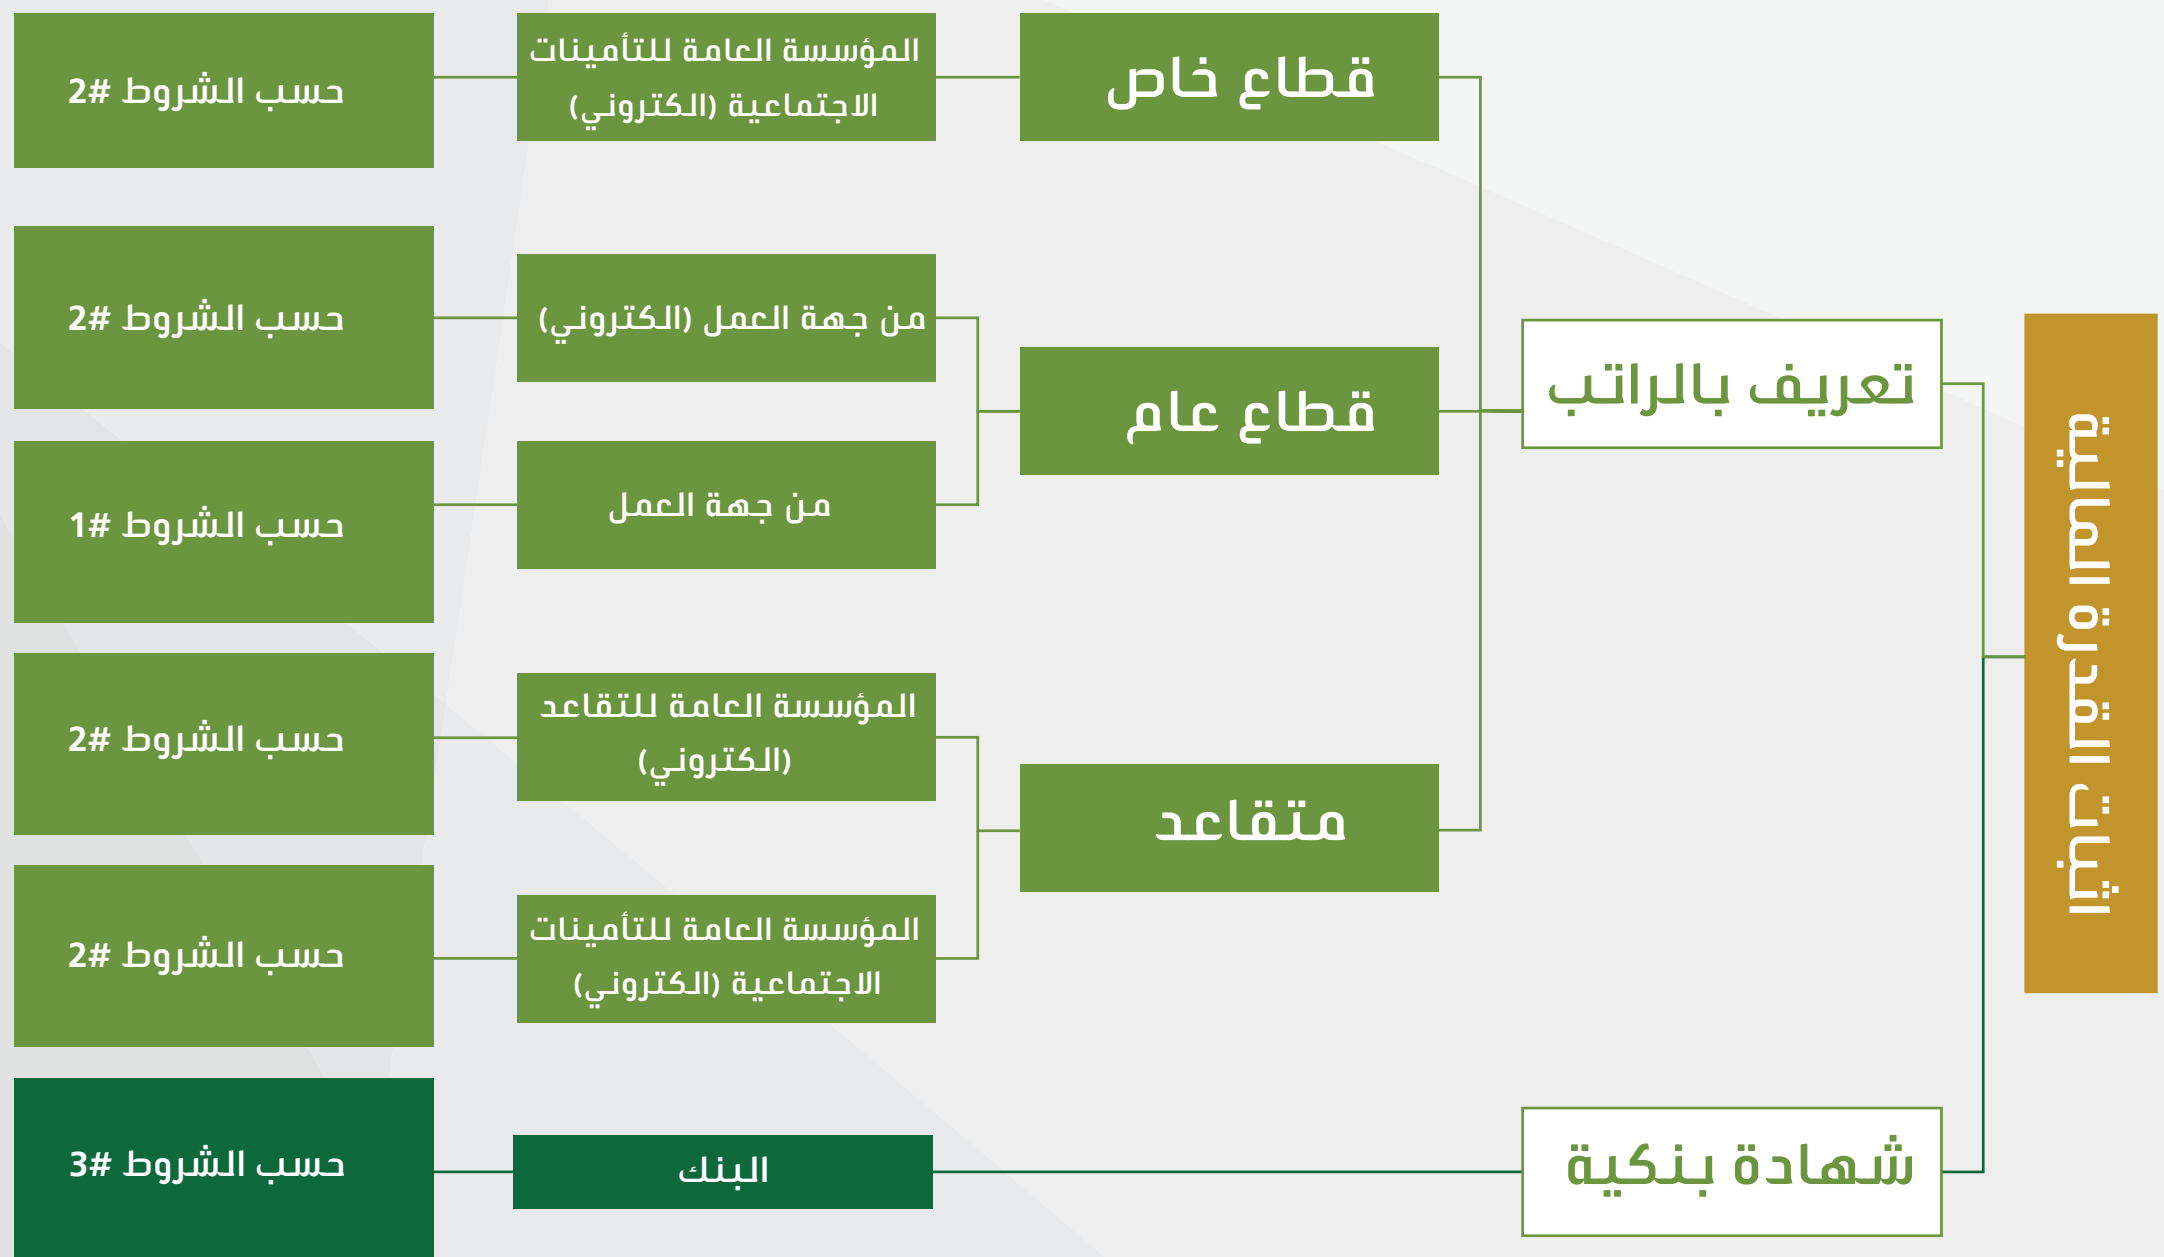 اثبات القدرة المالية
تعريف بالراتب
قطاع خاص
المؤسسة العامة للتأمينات
الاجتماعية (الكتروني)
حسب الشروط #2
قطاع عام
من جهة العمل (الكتروني)
حسب الشروط #2
من جهة العمل
حسب الشروط #1
متقاعد
المؤسسة العامة للتقاعد
(الكتروني)
حسب الشروط #2
المؤسسة العامة للتأمينات
الاجتماعية (الكتروني)
حسب الشروط #2
شهادة بنكية
البنك
حسب الشروط #3